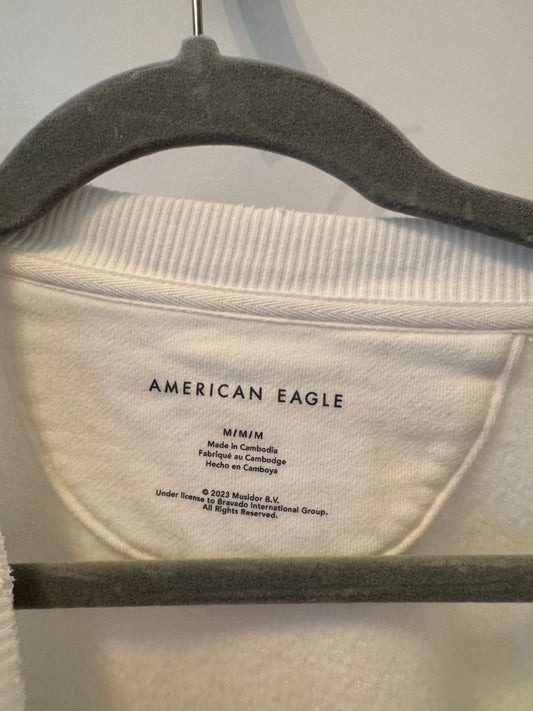 AMERICAN EAGLE
M/M/M
Made in Cambodia
Fabriqué au Cambodge
Hecho en Camboya
© 2023 Musidor B.V.
Under license to Bravado International Group.
All Rights Reserved.